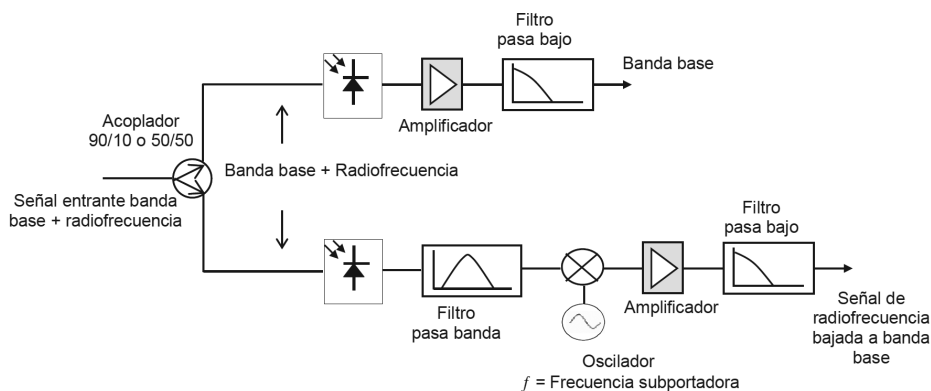 Filtro
pasa bajo
Banda base
Acoplador
90/10 o 50/50
Amplificador
Banda base + Radiofrecuencia
Señal entrante banda
base + radiofrecuencia
Filtro
pasa bajo
Filtro
pasa banda
Amplificador
Señal de
radiofrecuencia
bajada a banda
base
Oscilador
f = Frecuencia subportadora